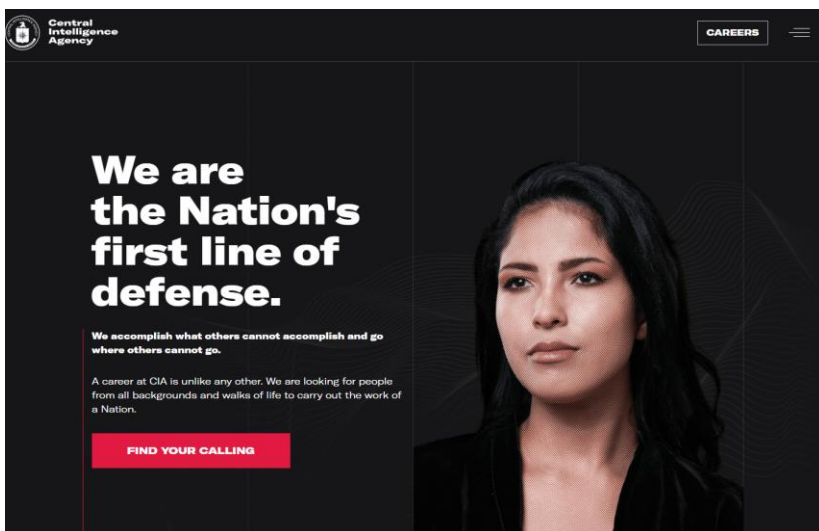 Central
Intelligence
Agency
CAREERS
We are
the Nation's
first line of
defense.
We accomplish what others cannot accomplish and go
where others cannot go.
A career at CIA is unlike any other. We are looking for people
from all backgrounds and walks of life to carry out the work of
a Nation.
FIND YOUR CALLING